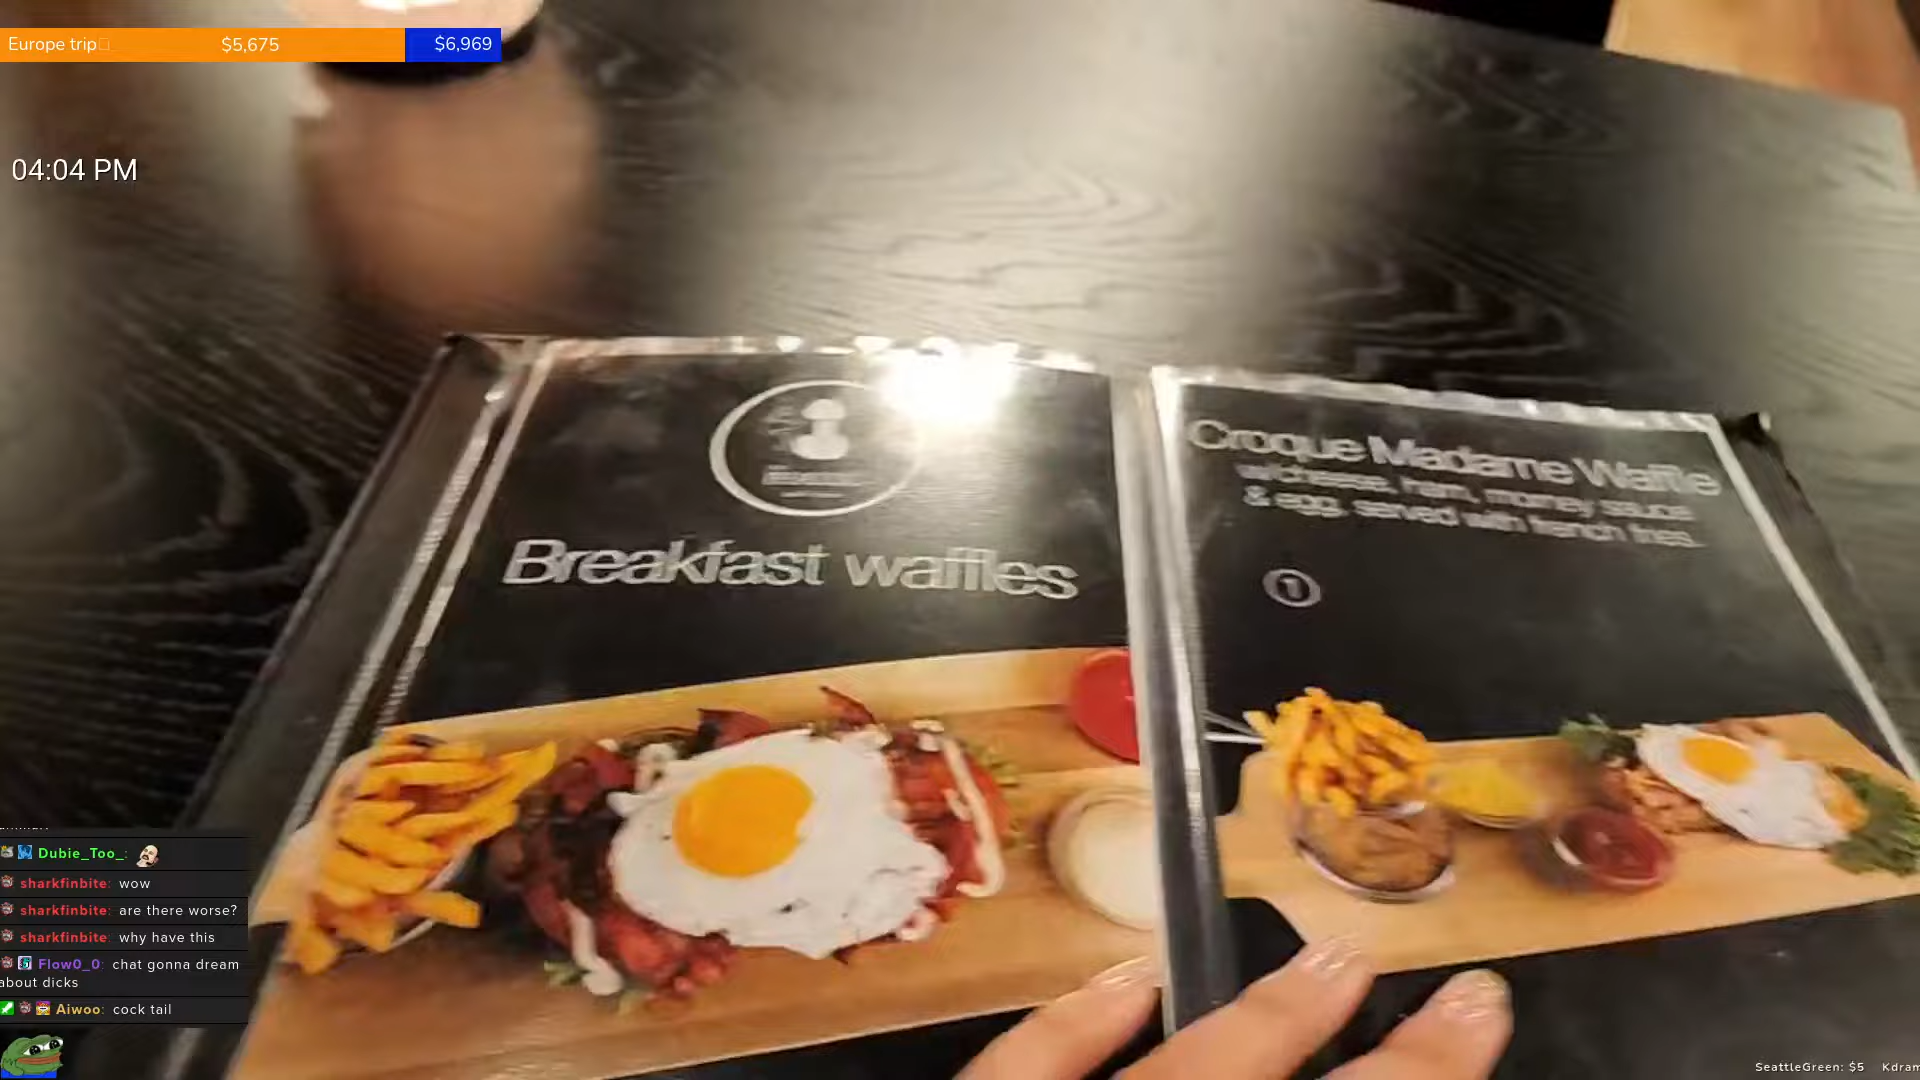 Europe trip $5,675 $6,969
04:04 PM
Breakfast waffles
Croque Madame Waffle
w/cheese, ham, mornay sauce
& egg, served with french fries.
1
Dubie_Too_:
sharkfinbite: wow
sharkfinbite: are there worse?
sharkfinbite: why have this
Flow0_0: chat gonna dream
about dicks
Aiwoo: cock tail
SeattleGreen: $5 Kdram